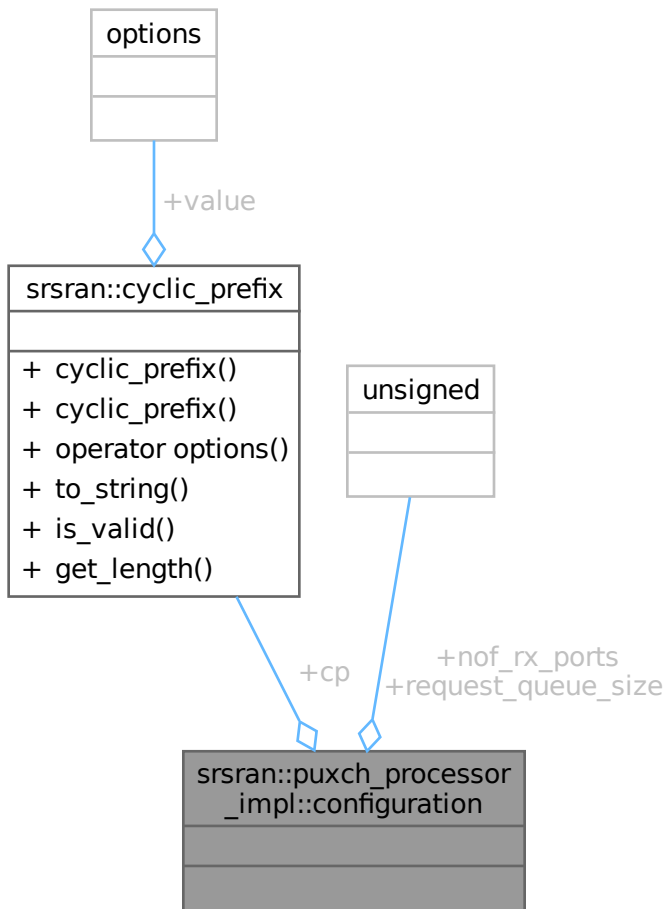 options
+value
srsran::cyclic_prefix
+ cyclic_prefix()
+ cyclic_prefix()
+ operator options()
+ to_string()
+ is_valid()
+ get_length()
unsigned
+cp
+nof_rx_ports
+request_queue_size
srsran::puxch_processor
_impl::configuration